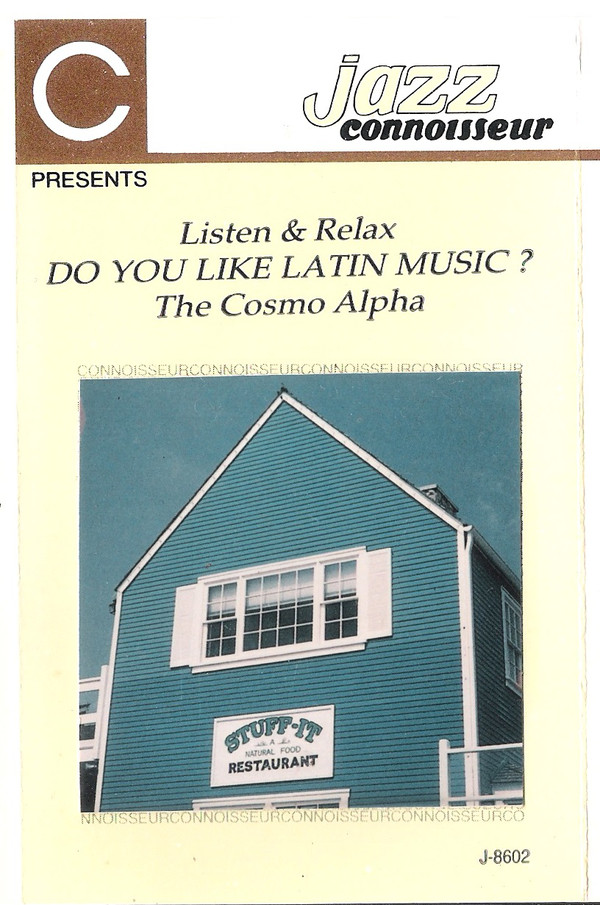 C
jazz
connoisseur
PRESENTS
Listen & Relax
DO YOU LIKE LATIN MUSIC ?
The Cosmo Alpha
CONNOISSEURCONNOISSEURCONNOISSEURCONNOISSEUR
STUFF-IT
A
NATURAL FOOD
RESTAURANT
NNOISSEURCONNOISSEURCONNOISSEURCONNOISSEURCO
J-8602